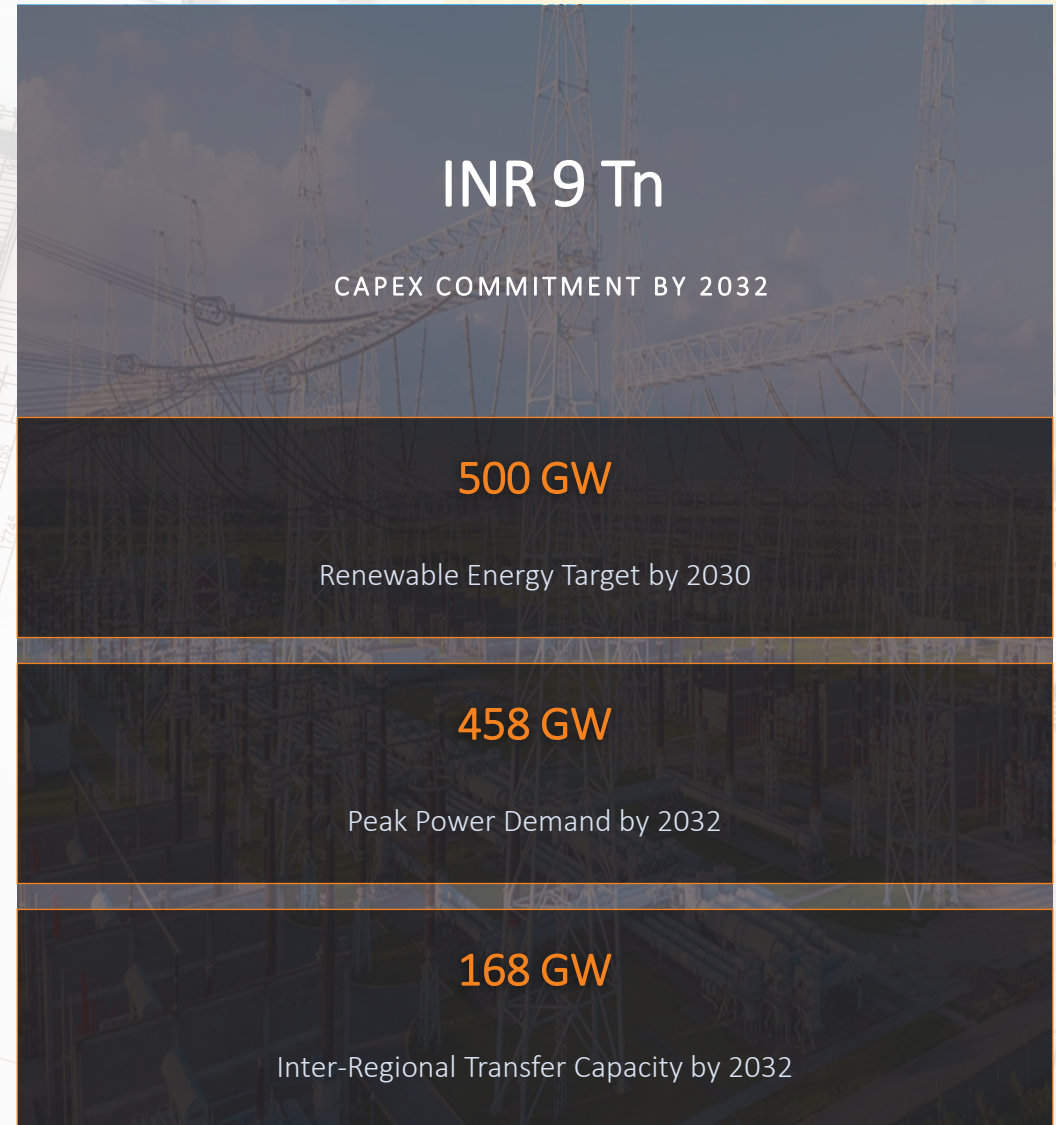 INR 9 Tn
CAPEX COMMITMENT BY 2032
500 GW
Renewable Energy Target by 2030
458 GW
Peak Power Demand by 2032
168 GW
Inter-Regional Transfer Capacity by 2032